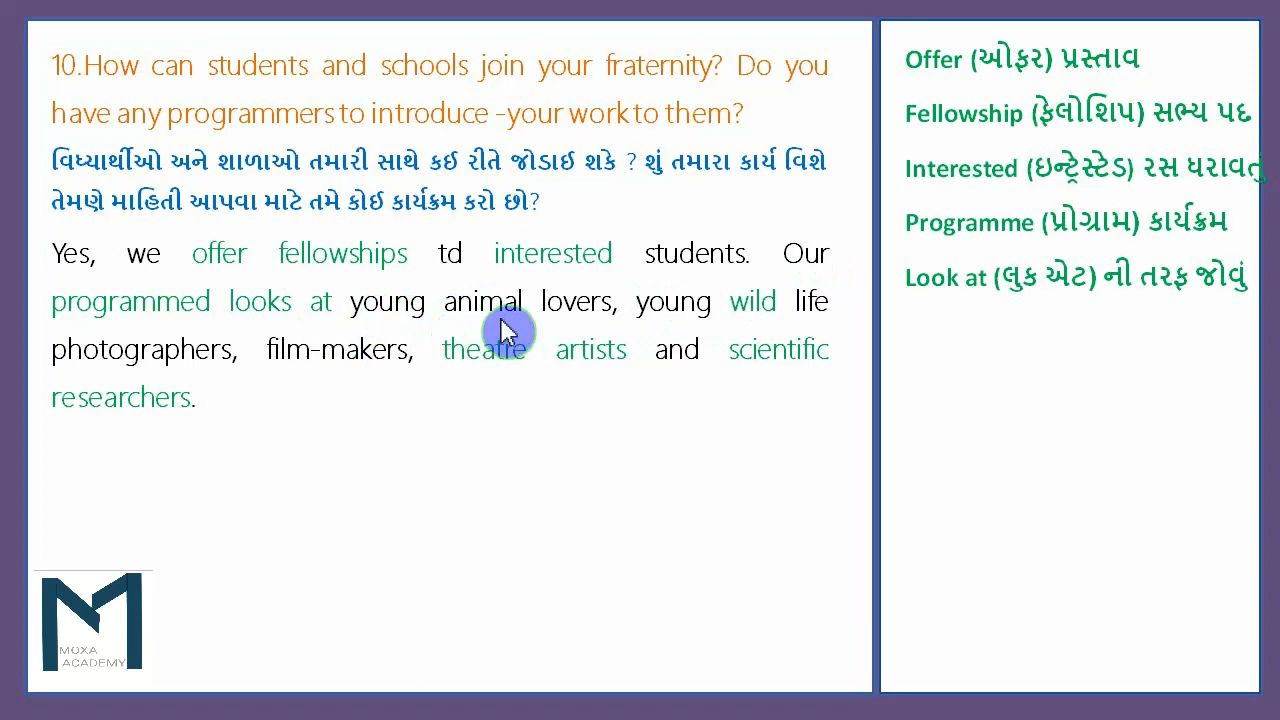 10.How can students and schools join your fraternity? Do you
have any programmers to introduce -your work to them?
વિધ્યાર્થીઓ અને શાળાઓ તમારી સાથે કઈ રીતે જોડાઈ શકે ? શું તમારા કાર્ય વિશે
તેમણે માહિતી આપવા માટે તમે કોઈ કાર્યક્રમ કરો છો?
Yes, we offer fellowships td interested students. Our
programmed looks at young animal lovers, young wild life
photographers, film-makers, theatre artists and scientific
researchers.
MOXA
ACADEMY
Offer (ઓફર) પ્રસ્તાવ
Fellowship (ફેલોશિપ) સભ્ય પદ
Interested (ઇન્ટ્રેસ્ટેડ) રસ ધરાવતું
Programme (પ્રોગ્રામ) કાર્યક્રમ
Look at (લુક એટ) ની તરફ જોવું